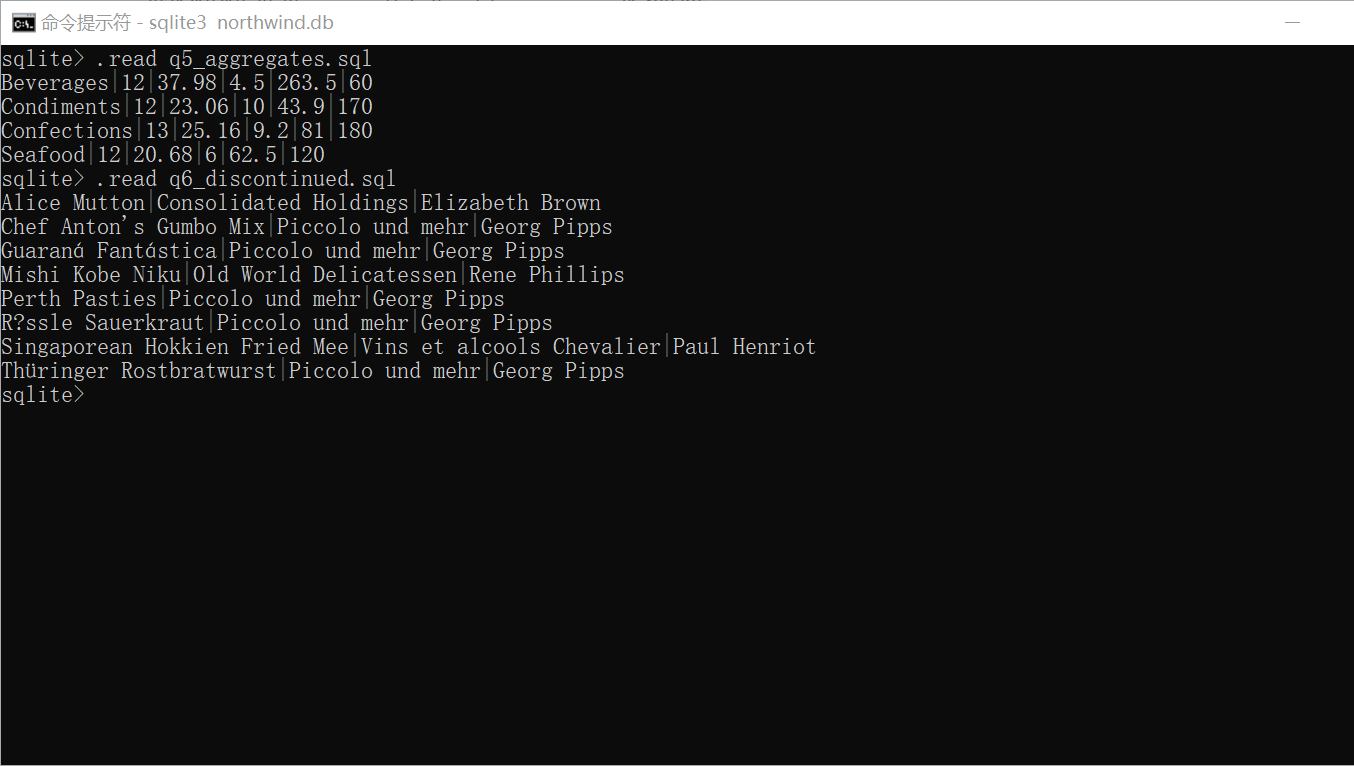 命令提示符 - sqlite3  northwind.db
sqlite> .read q5_aggregates.sql
Beverages|12|37.98|4.5|263.5|60
Condiments|12|23.06|10|43.9|170
Confections|13|25.16|9.2|81|180
Seafood|12|20.68|6|62.5|120
sqlite> .read q6_discontinued.sql
Alice Mutton|Consolidated Holdings|Elizabeth Brown
Chef Anton's Gumbo Mix|Piccolo und mehr|Georg Pipps
Guaraná Fantástica|Piccolo und mehr|Georg Pipps
Mishi Kobe Niku|Old World Delicatessen|Rene Phillips
Perth Pasties|Piccolo und mehr|Georg Pipps
R?ssle Sauerkraut|Piccolo und mehr|Georg Pipps
Singaporean Hokkien Fried Mee|Vins et alcools Chevalier|Paul Henriot
Thüringer Rostbratwurst|Piccolo und mehr|Georg Pipps
sqlite>